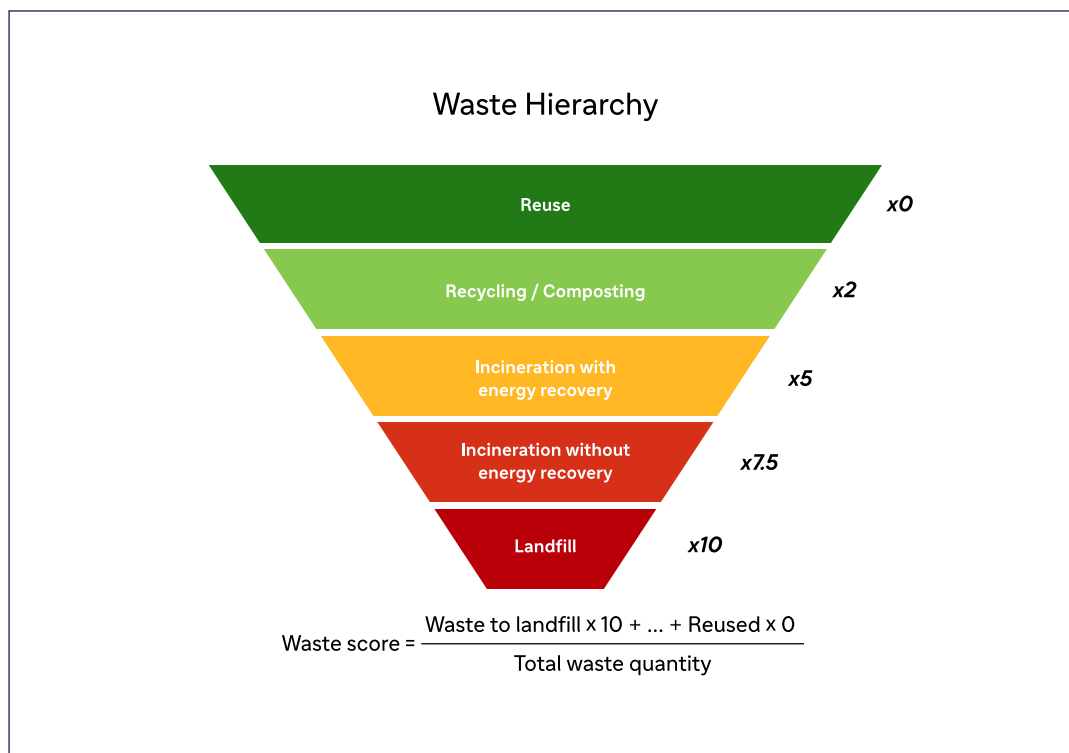 Waste Hierarchy
Reuse
x0
Recycling / Composting
x2
Incineration with
energy recovery
x5
Incineration without
energy recovery
x7.5
Landfill
x10
Waste score = Waste to landfill x 10 + ... + Reused x 0
Total waste quantity